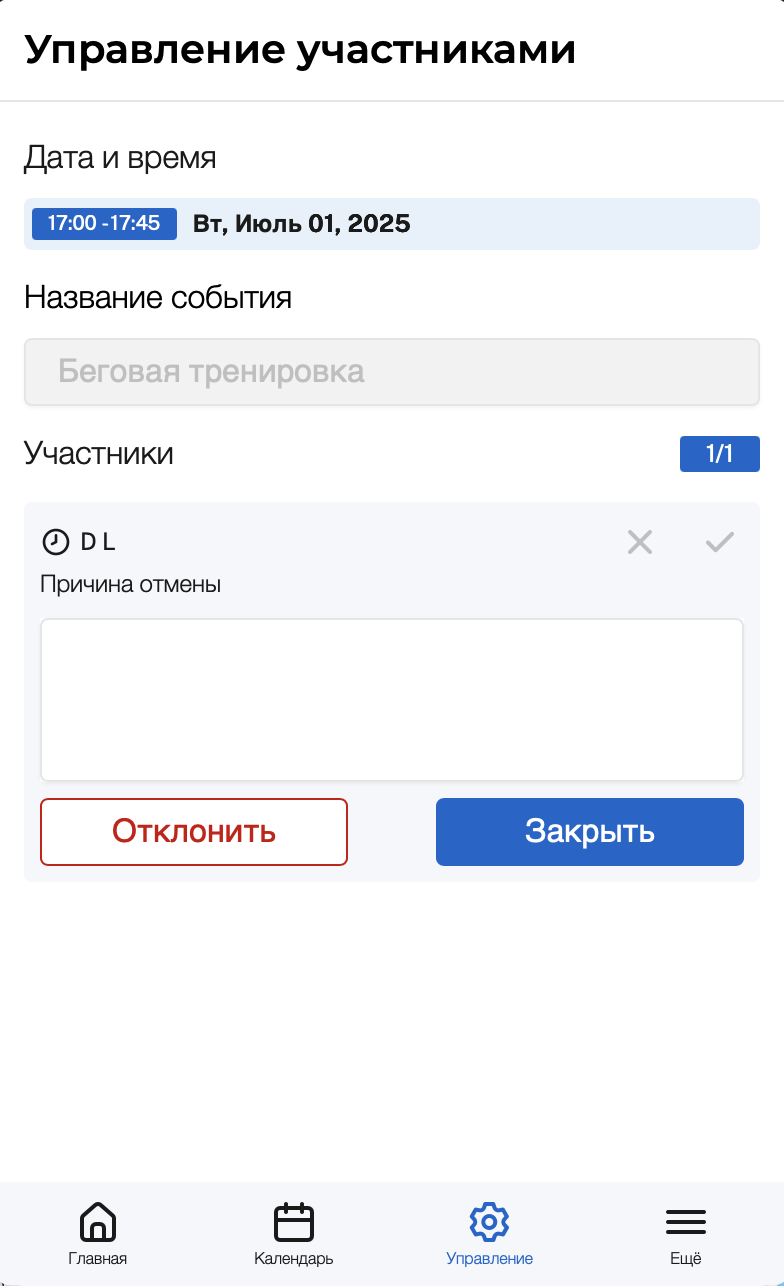 Управление участниками
Дата и время
17:00 -17:45 Вт, Июль 01, 2025
Название события
Беговая тренировка
Участники 1/1
D L
Причина отмены
Отклонить Закрыть
Главная Календарь Управление Ещё